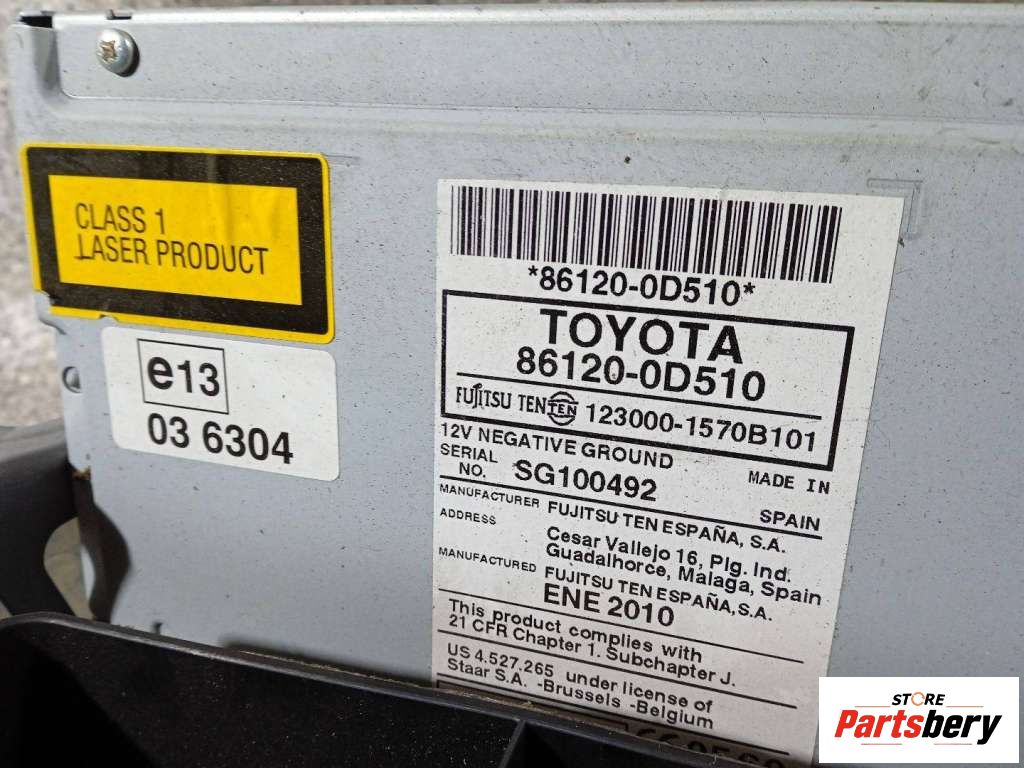 CLASS 1
LASER PRODUCT
e13
03 6304
*86120-0D510*
TOYOTA
86120-0D510
FUJITSU TEN TEN 123000-1570B101
12V NEGATIVE GROUND
MADE IN
SERIAL
NO. SG100492
SPAIN
MANUFACTURER FUJITSU TEN ESPAÑA, S.A.
ADDRESS Cesar Vallejo 16, Plg. Ind.
Guadalhorce, Malaga, Spain
MANUFACTURED FUJITSU TEN ESPAÑA, S.A.
ENE 2010
This product complies with
21 CFR Chapter 1. Subchapter J.
US 4.527.265 under license of
Staar S.A. -Brussels -Belgium
STORE
Partsbery